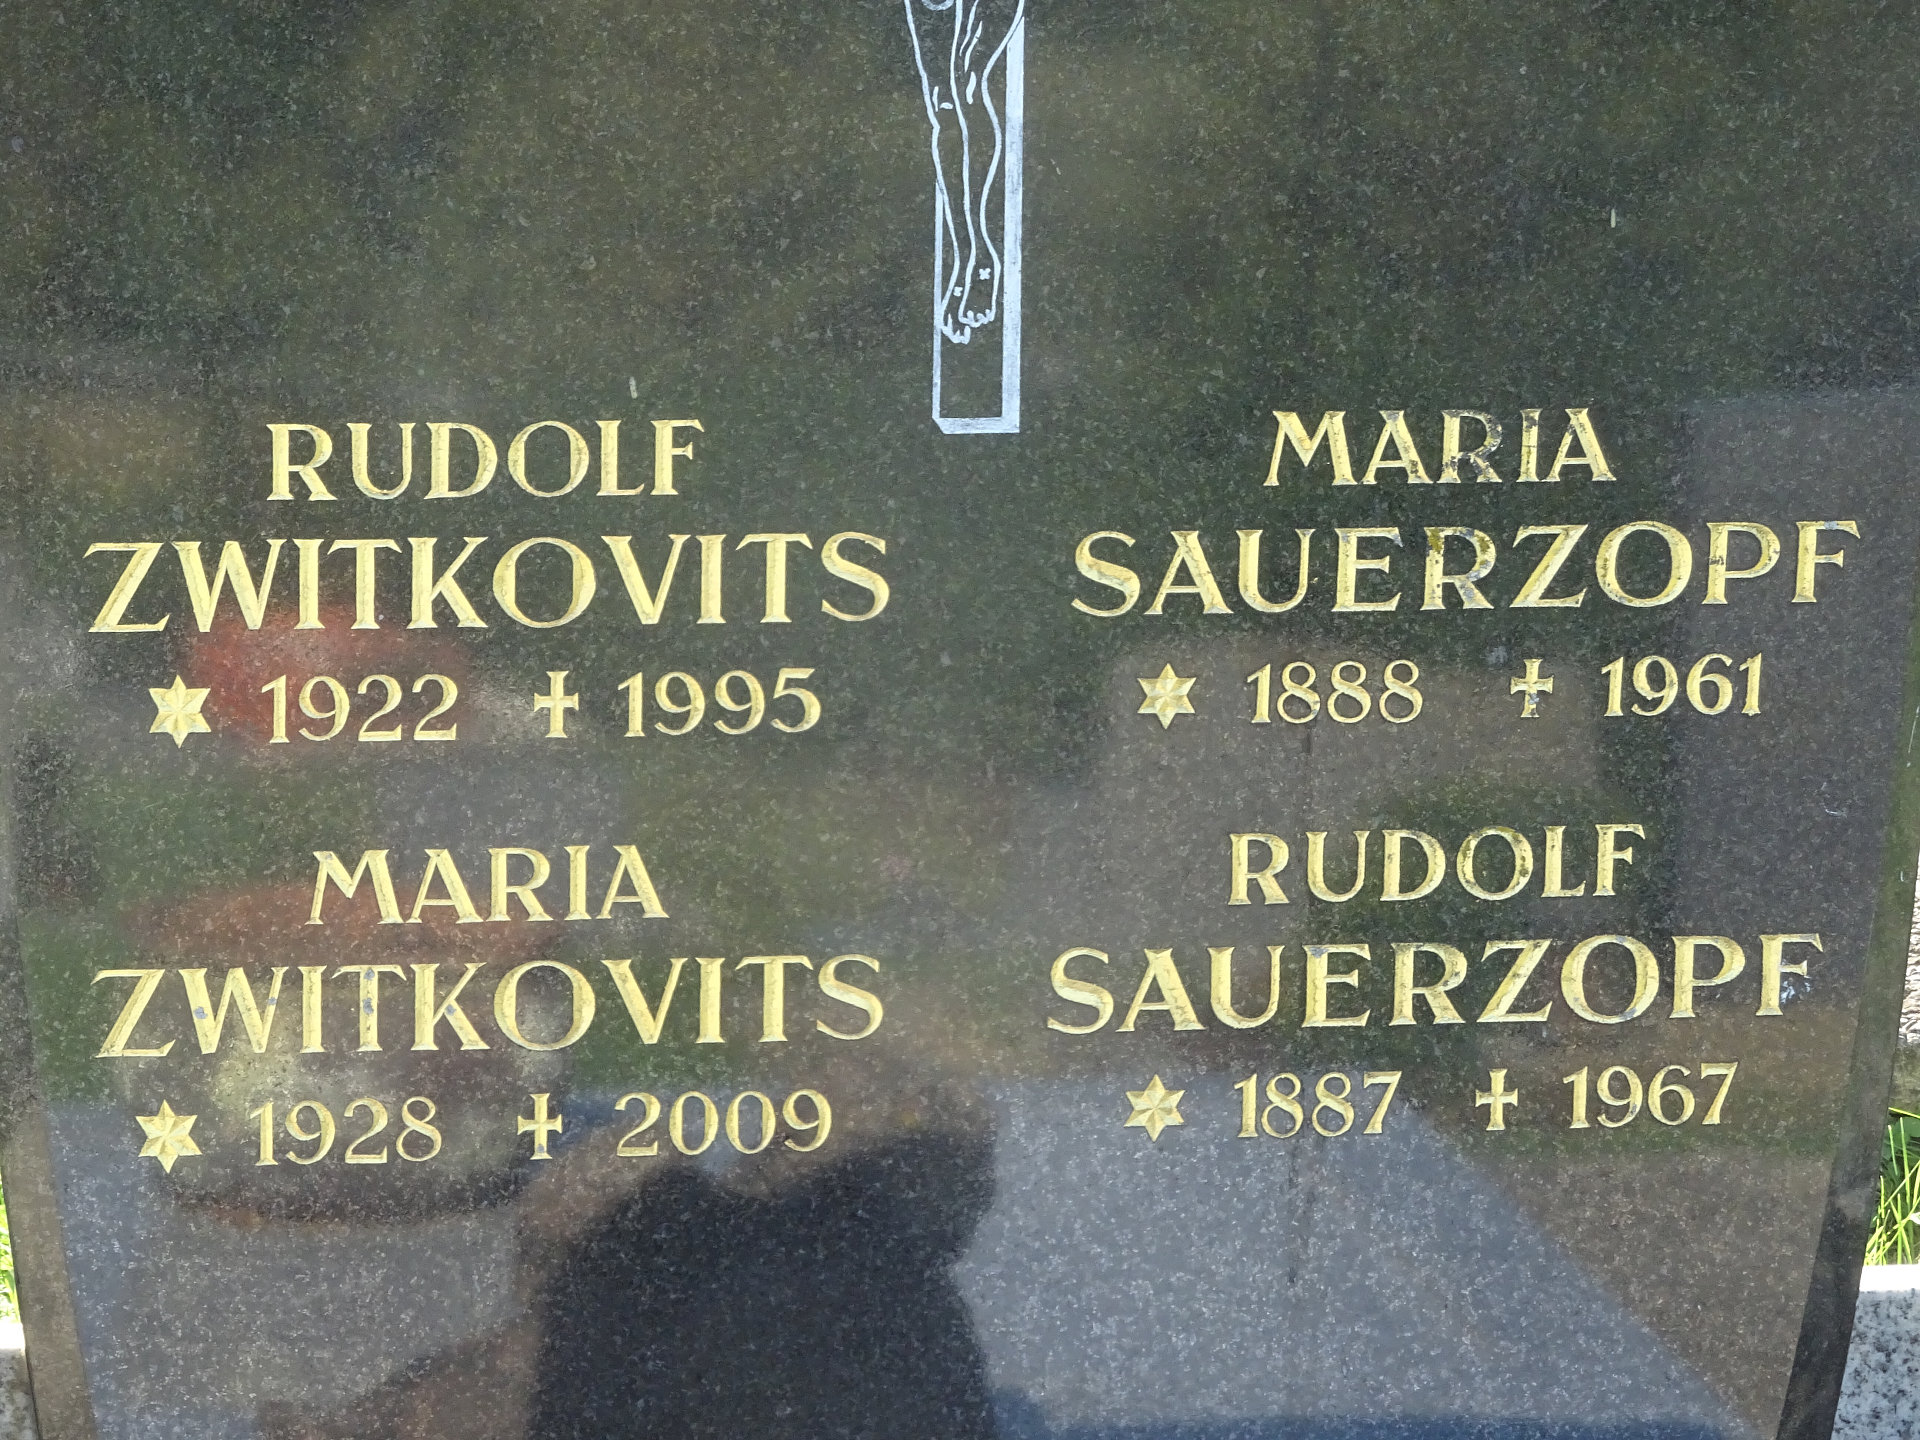 RUDOLF
ZWITKOVITS
✶ 1922 ✝ 1995
MARIA
ZWITKOVITS
✶ 1928 ✝ 2009
MARIA
SAUERZOPF
✶ 1888 ✝ 1961
RUDOLF
SAUERZOPF
✶ 1887 ✝ 1967